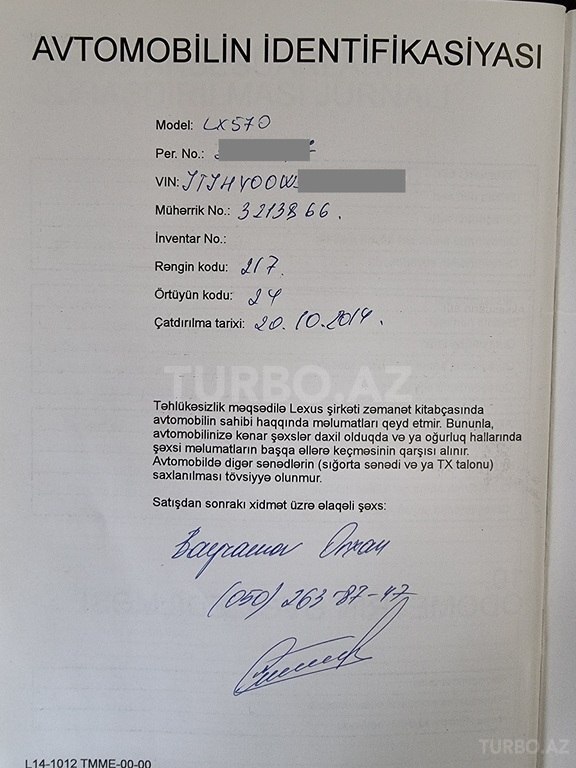 AVTOMOBİLİN İDENTİFİKASİYASI
Model: LX570
Per. No.:
VIN: JTJHY00W
Mühərrik No.: 3213866.
İnventar No.:
Rəngin kodu: 217.
Örtüyün kodu: 24
Çatdırılma tarixi: 20.10.2014.
TURBO.AZ
Təhlükəsizlik məqsədilə Lexus şirkəti zəmanət kitabçasında
avtomobilin sahibi haqqında məlumatları qeyd etmir. Bununla,
avtomobilinizə kənar şəxslər daxil olduqda və ya oğurluq hallarında
şəxsi məlumatların başqa əllərə keçməsinin qarşısı alınır.
Avtomobildə digər sənədlərin (sığorta sənədi və ya TX talonu)
saxlanılması tövsiyyə olunmur.
Satışdan sonrakı xidmət üzrə əlaqəli şəxs:
Bayramov
(050) 263-87-47
L14-1012 TMME-00-00
TURBO.AZ